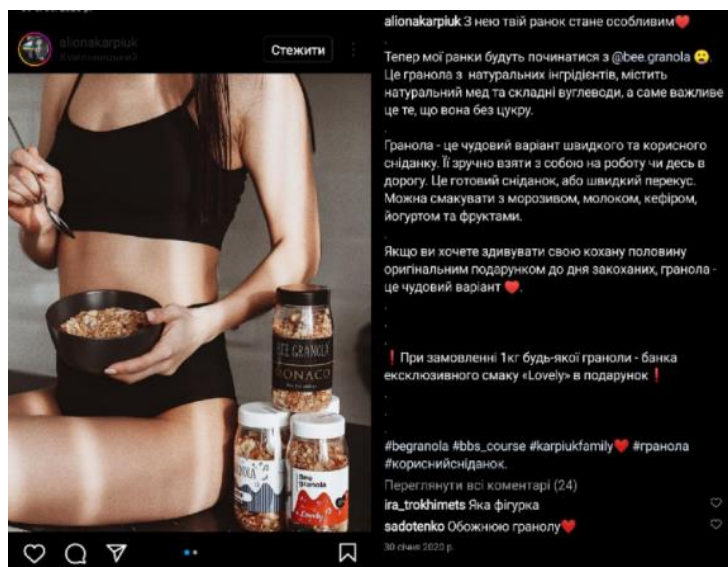 alionakarpiuk
Хмельницький
Стежити
BEE GRANOLA
MONACO
Bee
granola
Lovely
alionakarpiuk З нею твій ранок стане особливим❤️
.
Тепер мої ранки будуть починатися з @bee.granola 😮
Це гранола з натуральних інгрідієнтів, містить
натуральний мед та складні вуглеводи, а саме важливе
це те, що вона без цукру.
.
Гранола - це чудовий варіант швидкого та корисного
сніданку. Її зручно взяти з собою на роботу чи десь в
дорогу. Це готовий сніданок, або швидкий перекус.
Можна смакувати з морозивом, молоком, кефіром,
йогуртом та фруктами.
.
Якщо ви хочете здивувати свою кохану половину
оригінальним подарунком до дня закоханих, гранола -
це чудовий варіант ❤️.
.
.
.
❗При замовленні 1кг будь-якої граноли - банка
ексклюзивного смаку «Lovely» в подарунок❗
.
.
.
#begranola #bbs_course #karpiukfamily❤️ #гранола
#кориснийсніданок.
Переглянути всі коментарі (24)
ira_trokhimets Яка фігурка
sadotenko Обожнюю гранолу❤️
30 січня 2020 р.